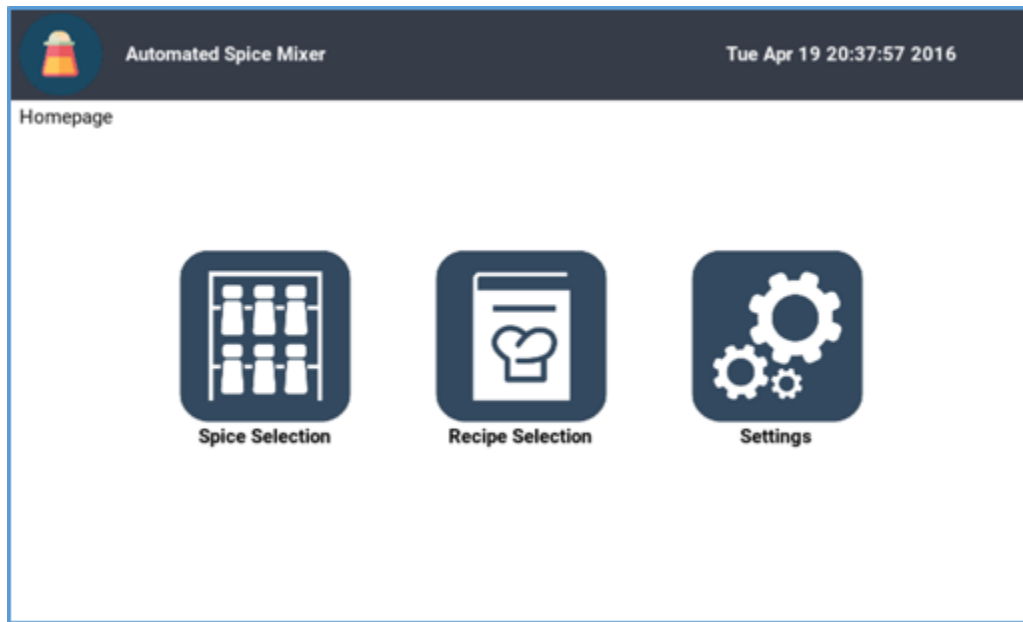 Automated Spice Mixer
Tue Apr 19 20:37:57 2016
Homepage
Spice Selection
Recipe Selection
Settings